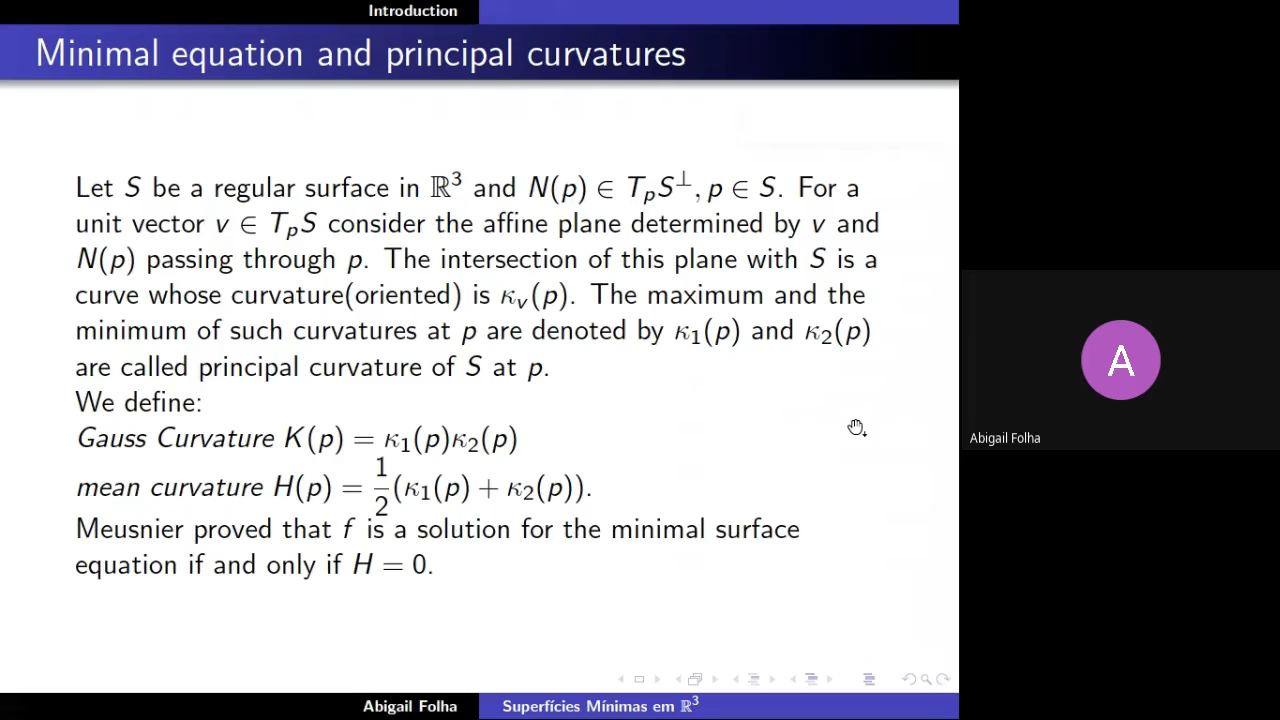 Introduction
Minimal equation and principal curvatures
Let S be a regular surface in ℝ³ and N(p) ∈ TₚS⊥, p ∈ S. For a
unit vector v ∈ TₚS consider the affine plane determined by v and
N(p) passing through p. The intersection of this plane with S is a
curve whose curvature(oriented) is κᵥ(p). The maximum and the
minimum of such curvatures at p are denoted by κ₁(p) and κ₂(p)
are called principal curvature of S at p.
We define:
Gauss Curvature K(p) = κ₁(p)κ₂(p)
mean curvature H(p) = 1/2(κ₁(p) + κ₂(p)).
Meusnier proved that f is a solution for the minimal surface
equation if and only if H = 0.
A
Abigail Folha
Abigail Folha
Superfícies Mínimas em ℝ³